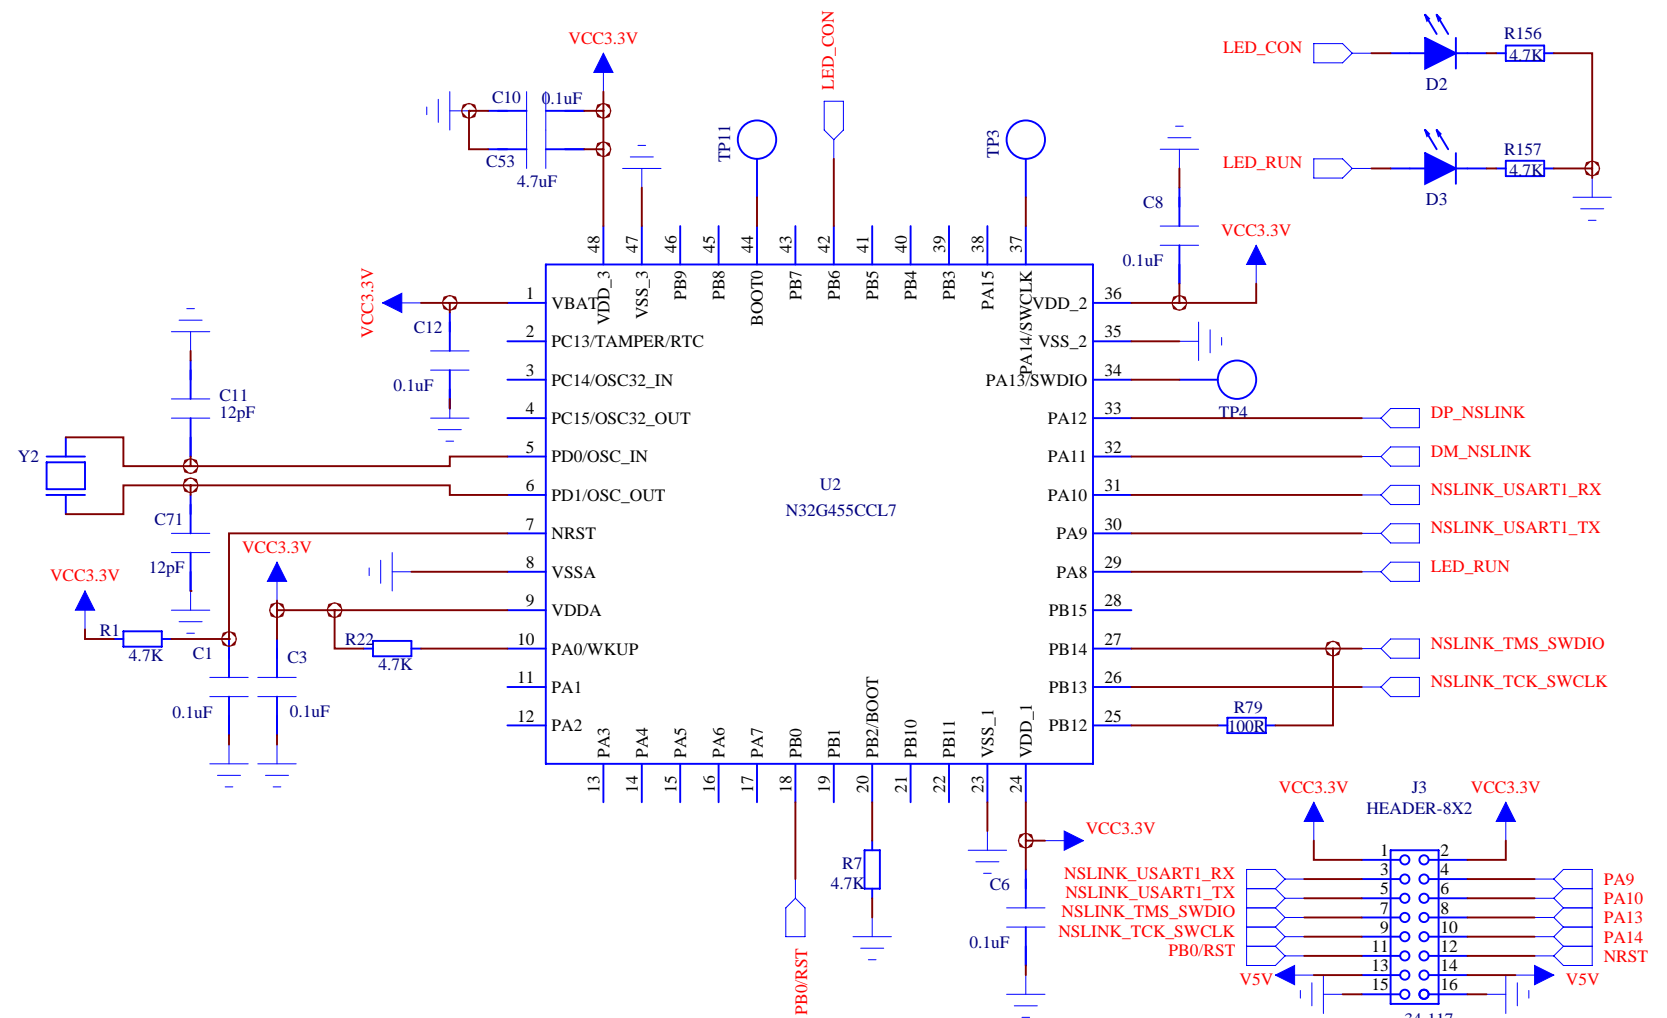 VCC3.3V
LED_CON
C10
0.1uF
C53
4.7uF
TP11
TP3
LED_CON
R156
4.7K
D2
LED_RUN
R157
4.7K
D3
C8
0.1uF
VCC3.3V
48
47
46
45
44
43
42
41
40
39
38
37
VDD_3
VSS_3
PB9
PB8
BOOT0
PB7
PB6
PB5
PB4
PB3
PA15
PA14/SWCLK
VCC3.3V
C12
0.1uF
1
VBAT
2
PC13/TAMPER/RTC
3
PC14/OSC32_IN
4
PC15/OSC32_OUT
5
PD0/OSC_IN
6
PD1/OSC_OUT
7
NRST
8
VSSA
9
VDDA
10
PA0/WKUP
11
PA1
12
PA2
C11
12pF
Y2
C71
12pF
VCC3.3V
VCC3.3V
R1
4.7K
C1
0.1uF
C3
0.1uF
R22
4.7K
U2
N32G455CCL7
VDD_2
36
VSS_2
35
PA13/SWDIO
34
TP4
PA12
33
DP_NSLINK
PA11
32
DM_NSLINK
PA10
31
NSLINK_USART1_RX
PA9
30
NSLINK_USART1_TX
PA8
29
LED_RUN
PB15
28
PB14
27
NSLINK_TMS_SWDIO
PB13
26
NSLINK_TCK_SWCLK
PB12
25
R79
100R
PA3
PA4
PA5
PA6
PA7
PB0
PB1
PB2/BOOT
PB10
PB11
VSS_1
VDD_1
13
14
15
16
17
18
19
20
21
22
23
24
PB0/RST
R7
4.7K
VCC3.3V
C6
0.1uF
J3
HEADER-8X2
VCC3.3V
VCC3.3V
1
2
NSLINK_USART1_RX
3
4
PA9
NSLINK_USART1_TX
5
6
PA10
NSLINK_TMS_SWDIO
7
8
PA13
NSLINK_TCK_SWCLK
9
10
PA14
PB0/RST
11
12
NRST
V5V
13
14
V5V
15
16